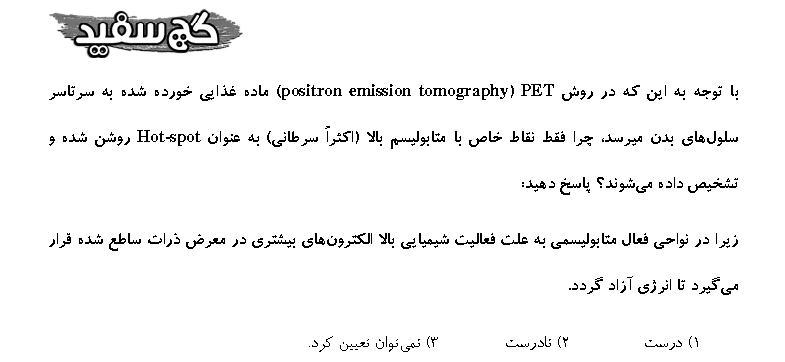 گچ سفید
با توجه به این که در روش PET (positron emission tomography) ماده غذایی خورده شده به سرتاسر
سلول‌های بدن میرسد، چرا فقط نقاط خاص با متابولیسم بالا (اکثراً سرطانی) به عنوان Hot-spot روشن شده و
تشخیص داده می‌شوند؟ پاسخ دهید:
زیرا در نواحی فعال متابولیسمی به علت فعالیت شیمیایی بالا الکترون‌های بیشتری در معرض ذرات ساطع شده قرار
می‌گیرد تا انرژی آزاد گردد.
۱) درست ۲) نادرست ۳) نمی‌توان تعیین کرد.